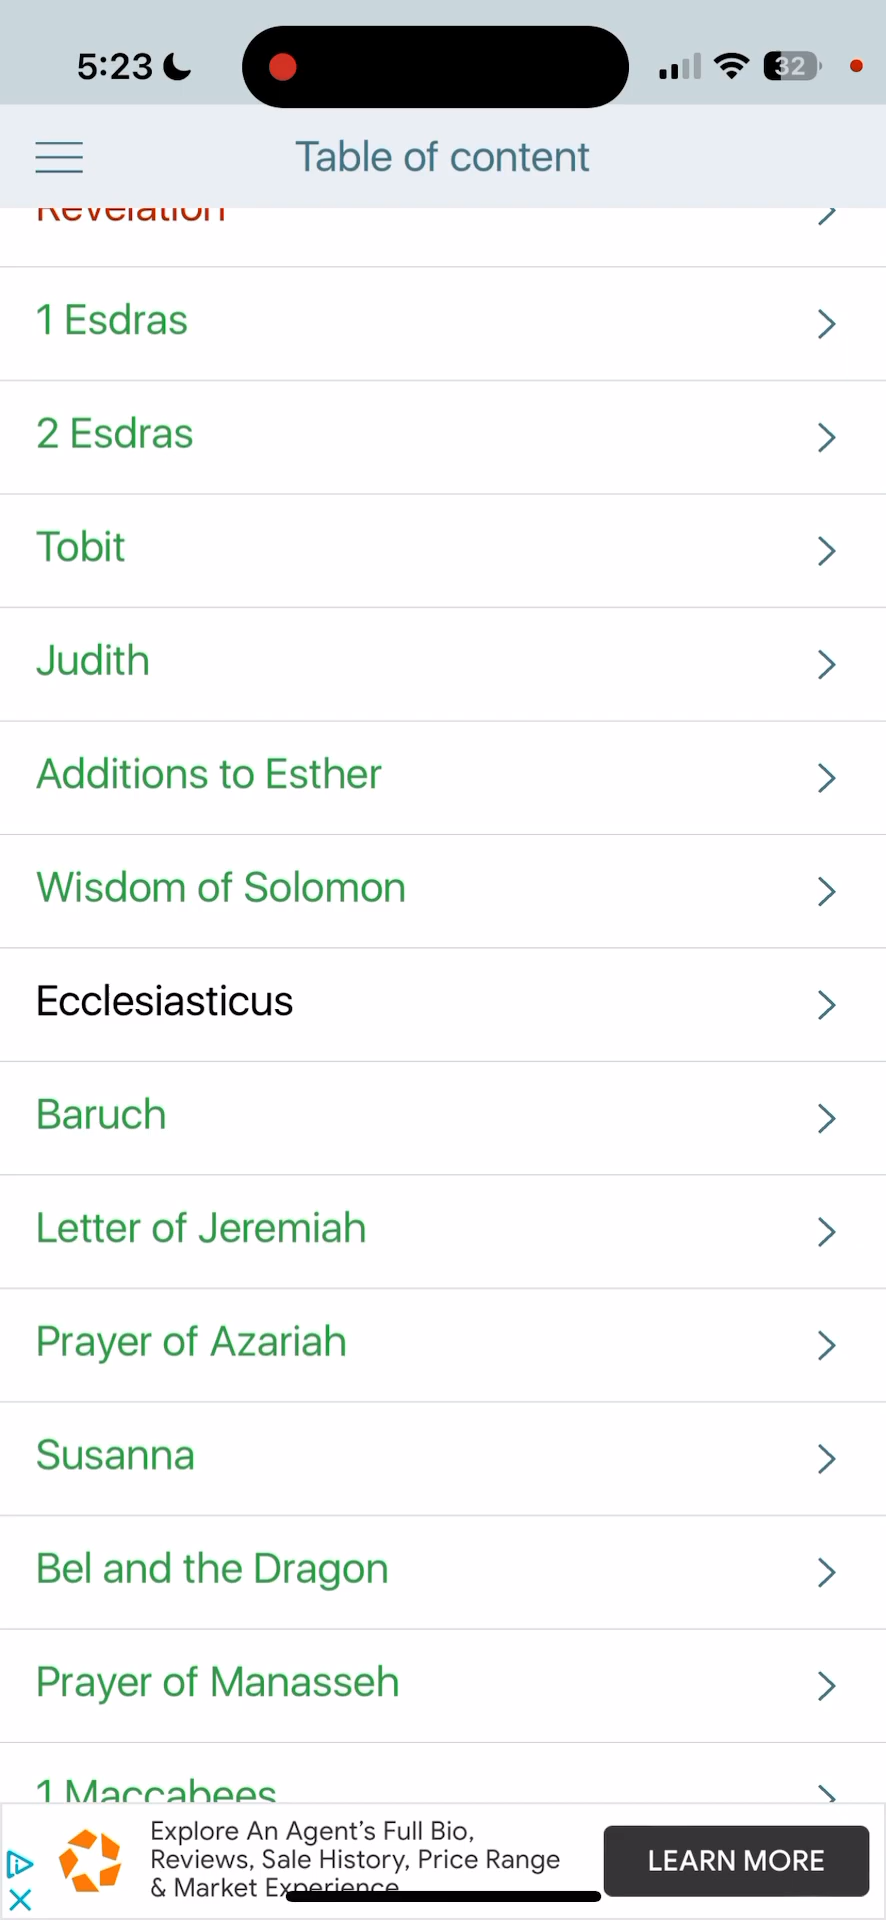 5:23
32
Table of content
Revelation
1 Esdras
2 Esdras
Tobit
Judith
Additions to Esther
Wisdom of Solomon
Ecclesiasticus
Baruch
Letter of Jeremiah
Prayer of Azariah
Susanna
Bel and the Dragon
Prayer of Manasseh
1 Maccabees
Explore An Agent's Full Bio,
Reviews, Sale History, Price Range
& Market Experience
LEARN MORE